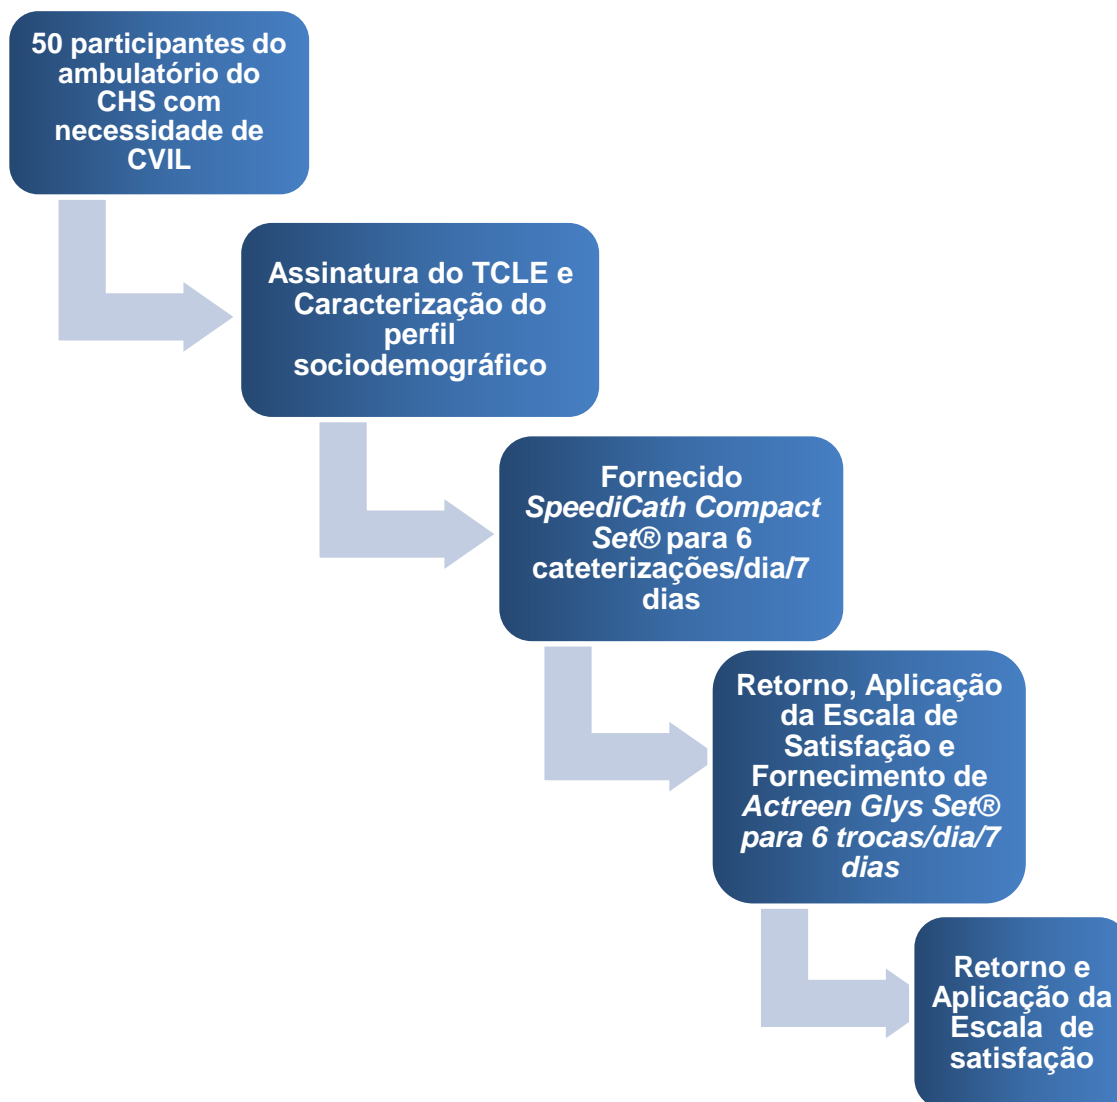 50 participantes do
ambulatório do
CHS com
necessidade de
CVIL
Assinatura do TCLE e
Caracterização do
perfil
sociodemográfico
Fornecido
SpeediCath Compact
Set® para 6
cateterizações/dia/7
dias
Retorno, Aplicação
da Escala de
Satisfação e
Fornecimento de
Actreen Glys Set®
para 6 trocas/dia/7
dias
Retorno e
Aplicação da
Escala de
satisfação